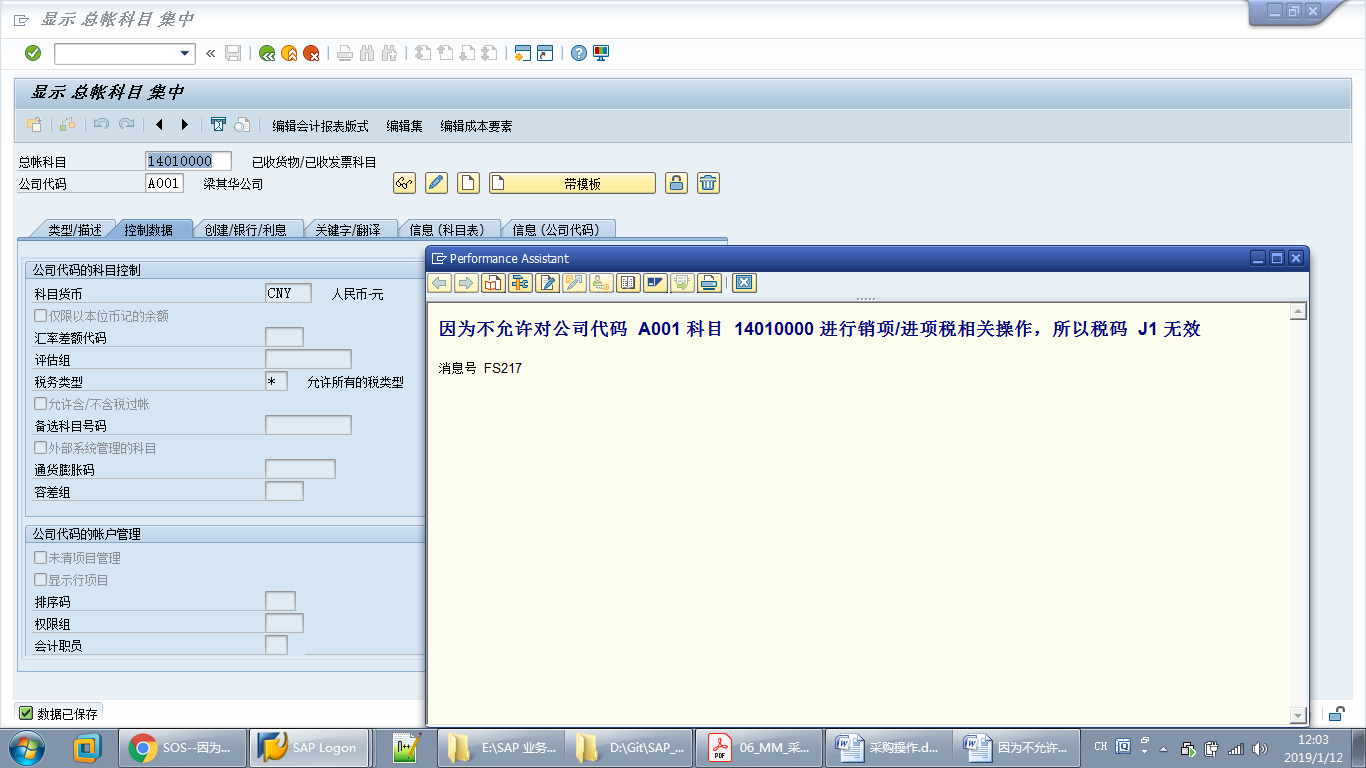 显示 总帐科目 集中
显示 总帐科目 集中
编辑会计报表版式 编辑集 编辑成本要素
总帐科目 14010000 已收货物/已收发票科目
公司代码 A001 梁其华公司
带模板
类型/描述 控制数据 创建/银行/利息 关键字/翻译 信息 (科目表) 信息 (公司代码)
公司代码的科目控制
科目货币 CNY 人民币-元
仅限以本位币记的余额
汇率差额代码
评估组
税务类型 * 允许所有的税类型
允许含/不含税过帐
备选科目号码
外部系统管理的科目
通货膨胀码
容差组
公司代码的帐户管理
未清项目管理
显示行项目
排序码
权限组
会计职员
Performance Assistant
因为不允许对公司代码 A001 科目 14010000 进行销项/进项税相关操作，所以税码 J1 无效
消息号 FS217
数据已保存
SOS--因为... SAP Logon E:\SAP 业务... D:\Git\SAP_... 06_MM_采... 采购操作.d... 因为不允许... CH 12:03
2019/1/12